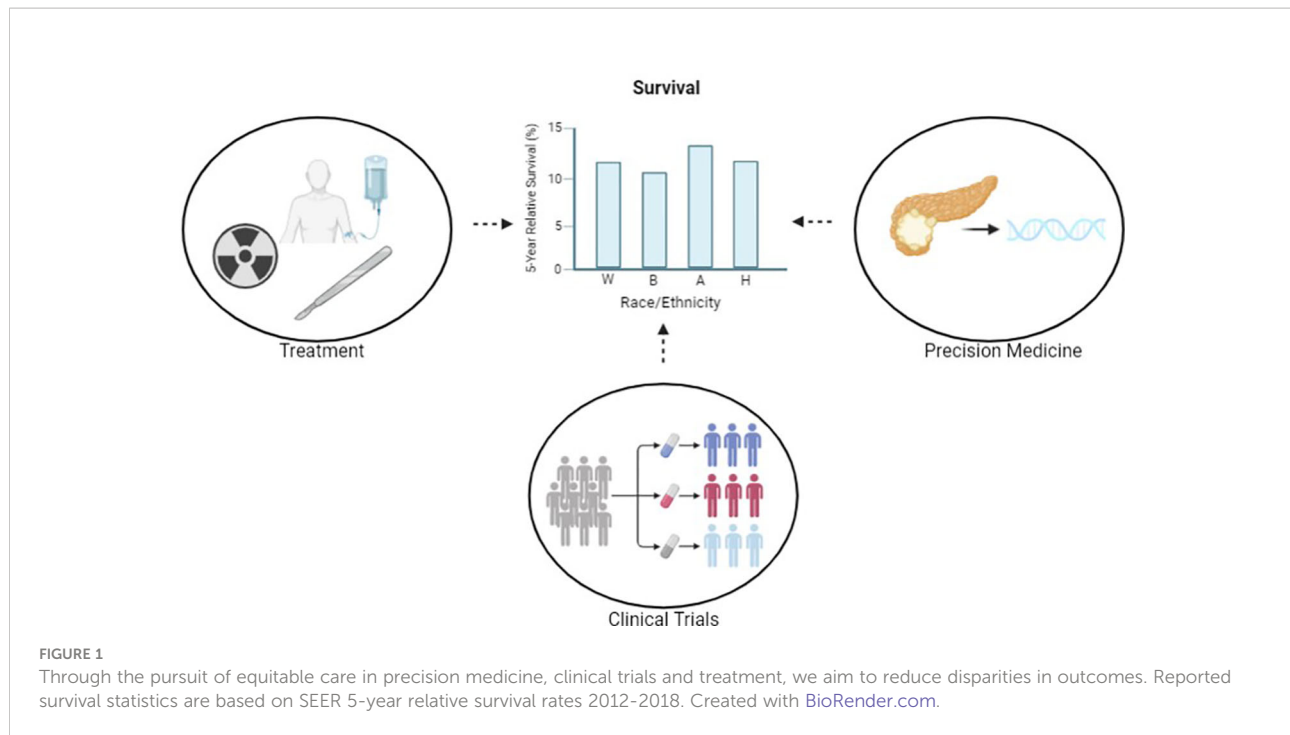 Survival
5-Year Relative Survival (%)
15
10
5
0
W B A H
Race/Ethnicity
Treatment
Precision Medicine
Clinical Trials
FIGURE 1
Through the pursuit of equitable care in precision medicine, clinical trials and treatment, we aim to reduce disparities in outcomes. Reported
survival statistics are based on SEER 5-year relative survival rates 2012-2018. Created with BioRender.com.